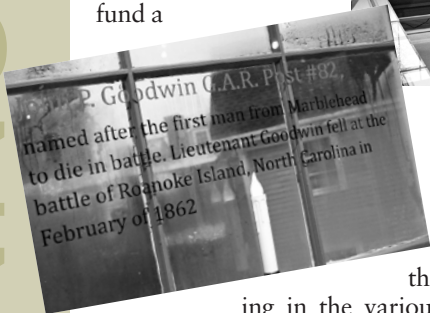 fund a
P. Goodwin G.A.R. Post #82,
named after the first man from Marblehead
to die in battle. Lieutenant Goodwin fell at the
battle of Roanoke Island, North Carolina in
February of 1862
th
ing in the variou